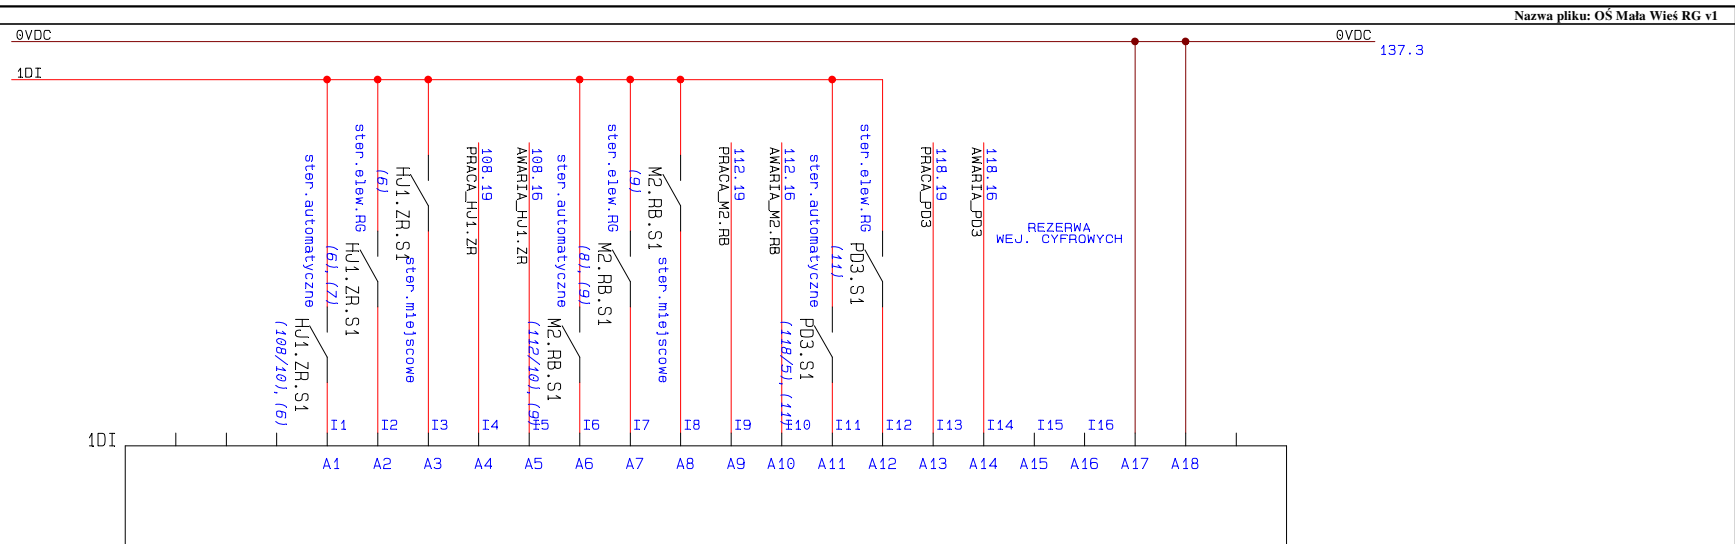 Nazwa pliku: OŚ Mała Wieś RG v1
0VDC
0VDC
137.3
1DI
ster.automatyczne
(6),(7)
HJ1.ZR.S1
(108/10),(6)
ster.elew.RG
(6)
HJ1.ZR.S1
HJ1.ZR.S1
ster.miejscowe
108.19
PRACA_HJ1.ZR
108.16
AWARIA_HJ1.ZR
ster.automatyczne
(8),(9)
M2.RB.S1
(112/10),(9)
ster.elew.RG
(9)
M2.RB.S1
M2.RB.S1
ster.miejscowe
112.19
PRACA_M2.RB
112.16
AWARIA_M2.RB
ster.automatyczne
(11)
PD3.S1
(118/5),(11)
ster.elew.RG
PD3.S1
118.19
PRACA_PD3
118.16
AWARIA_PD3
REZERWA
WEJ. CYFROWYCH
I1 I2 I3 I4 I5 I6 I7 I8 I9 I10 I11 I12 I13 I14 I15 I16
1DI
A1 A2 A3 A4 A5 A6 A7 A8 A9 A10 A11 A12 A13 A14 A15 A16 A17 A18